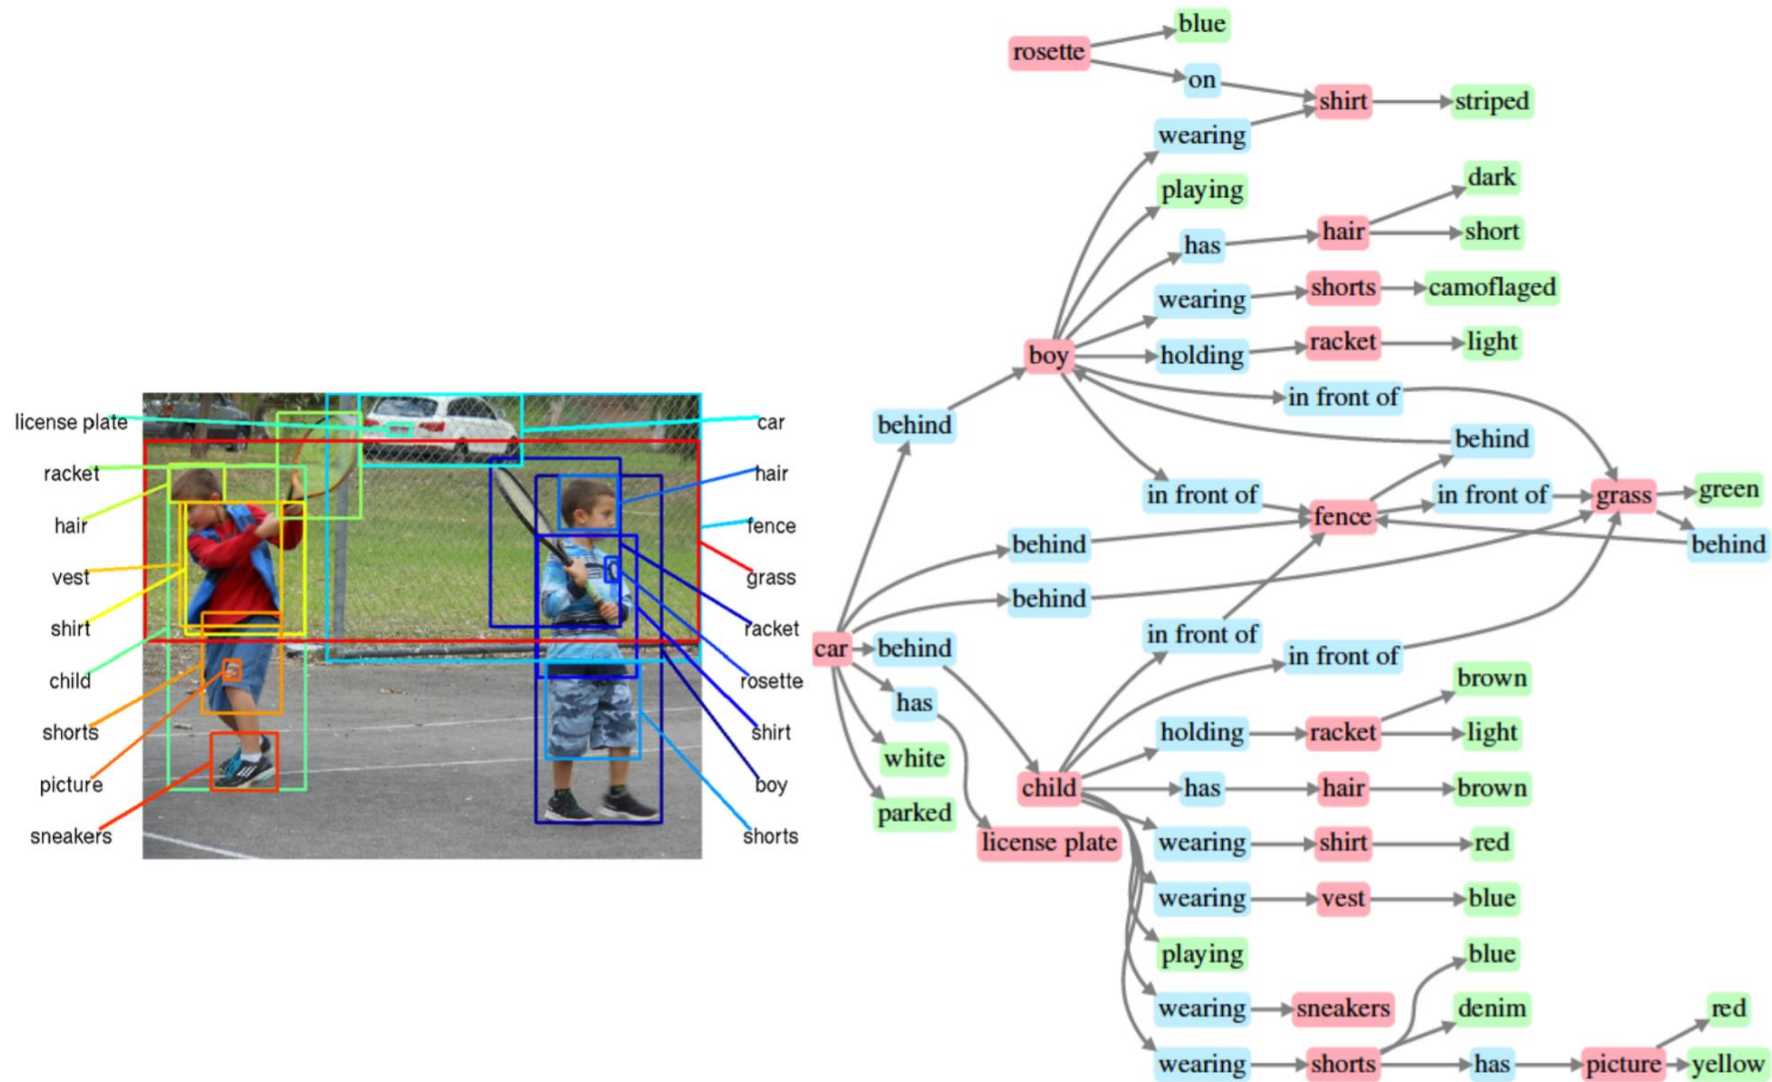 license plate
racket
hair
vest
shirt
child
shorts
picture
sneakers
car
hair
fence
grass
racket
rosette
shirt
boy
shorts
blue
rosette
on
shirt
striped
wearing
playing
dark
has
hair
short
wearing
shorts
camoflaged
boy
holding
racket
light
in front of
behind
behind
in front of
fence
in front of
grass
green
behind
behind
behind
in front of
car
behind
in front of
has
brown
holding
racket
light
white
child
has
hair
brown
parked
license plate
wearing
shirt
red
wearing
vest
blue
playing
blue
wearing
sneakers
denim
red
wearing
shorts
has
picture
yellow